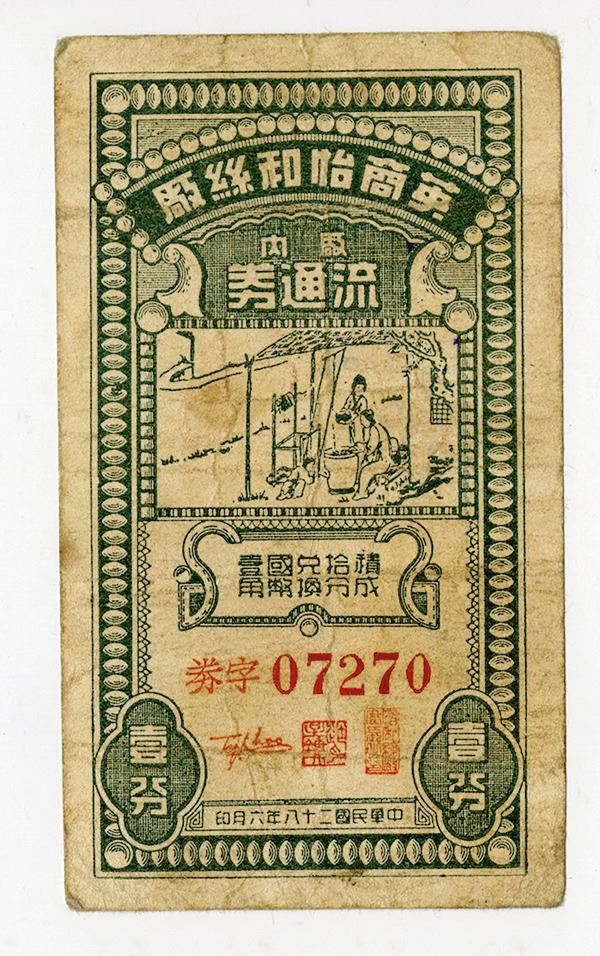 英商怡和絲廠
廠內
流通券
積成拾分兌換國幣壹角
券字 07270
壹分
壹分
中華民國二十八年六月印